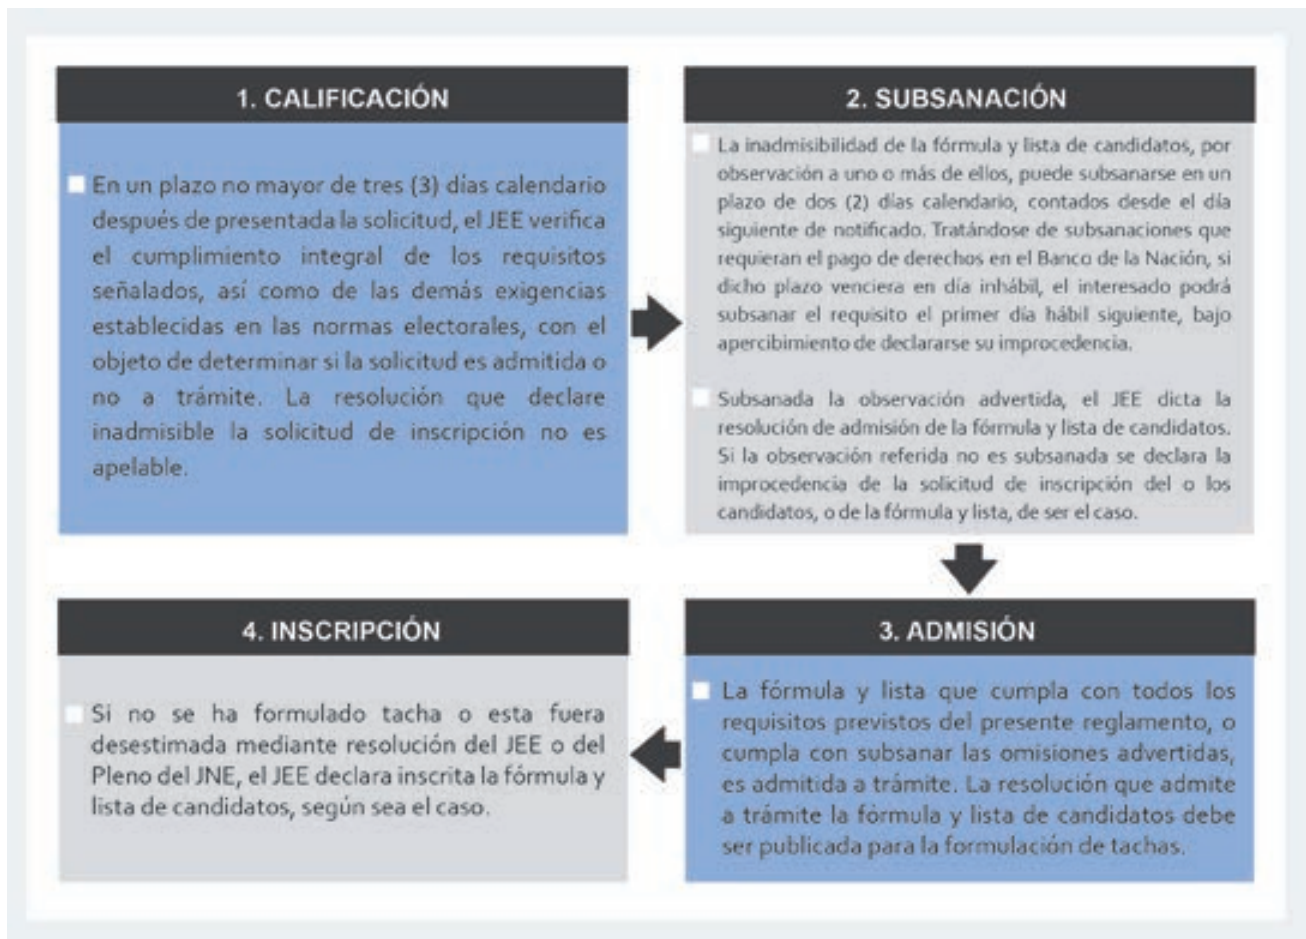 1. CALIFICACIÓN
En un plazo no mayor de tres (3) días calendario
después de presentada la solicitud, el JEE verifica
el cumplimiento integral de los requisitos
señalados, así como de las demás exigencias
establecidas en las normas electorales, con el
objeto de determinar si la solicitud es admitida o
no a trámite. La resolución que declare
inadmisible la solicitud de inscripción no es
apelable.
2. SUBSANACIÓN
La inadmisibilidad de la fórmula y lista de candidatos, por
observación a uno o más de ellos, puede subsanarse en un
plazo de dos (2) días calendario, contados desde el día
siguiente de notificado. Tratándose de subsanaciones que
requieran el pago de derechos en el Banco de la Nación, si
dicho plazo venciera en día inhábil, el interesado podrá
subsanar el requisito el primer día hábil siguiente, bajo
apercibimiento de declararse su improcedencia.
Subsanada la observación advertida, el JEE dicta la
resolución de admisión de la fórmula y lista de candidatos.
Si la observación referida no es subsanada se declara la
improcedencia de la solicitud de inscripción del o los
candidatos, o de la fórmula y lista, de ser el caso.
3. ADMISIÓN
La fórmula y lista que cumpla con todos los
requisitos previstos del presente reglamento, o
cumpla con subsanar las omisiones advertidas,
es admitida a trámite. La resolución que admite
a trámite la fórmula y lista de candidatos debe
ser publicada para la formulación de tachas.
4. INSCRIPCIÓN
Si no se ha formulado tacha o esta fuera
desestimada mediante resolución del JEE o del
Pleno del JNE, el JEE declara inscrita la fórmula y
lista de candidatos, según sea el caso.